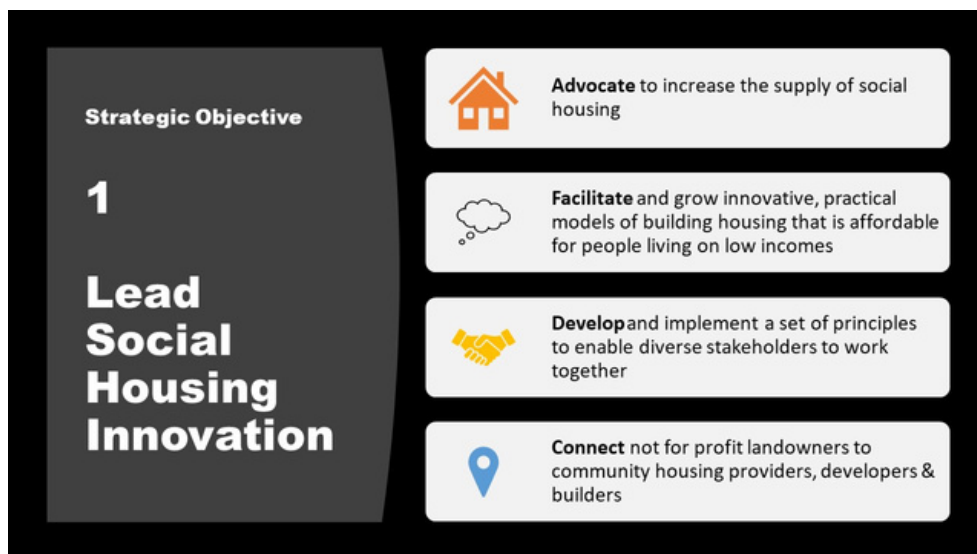 Strategic Objective
1
Lead
Social
Housing
Innovation
Advocate to increase the supply of social
housing
Facilitate and grow innovative, practical
models of building housing that is affordable
for people living on low incomes
Develop and implement a set of principles
to enable diverse stakeholders to work
together
Connect not for profit landowners to
community housing providers, developers &
builders